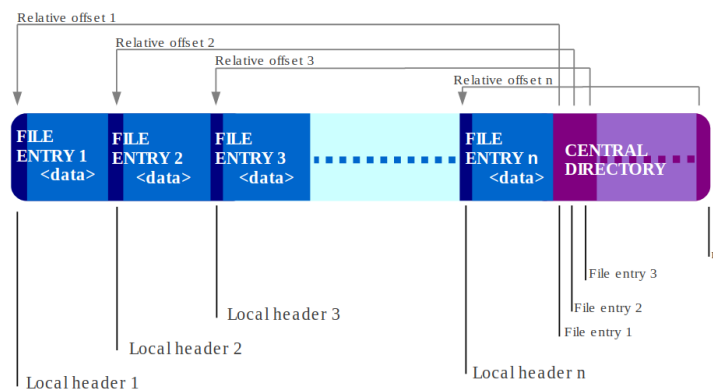 Relative offset 1
Relative offset 2
Relative offset 3
Relative offset n
FILE
ENTRY 1
<data>
FILE
ENTRY 2
<data>
FILE
ENTRY 3
<data>
FILE
ENTRY n
<data>
CENTRAL
DIRECTORY
File entry 3
File entry 2
File entry 1
Local header 3
Local header 2
Local header n
Local header 1